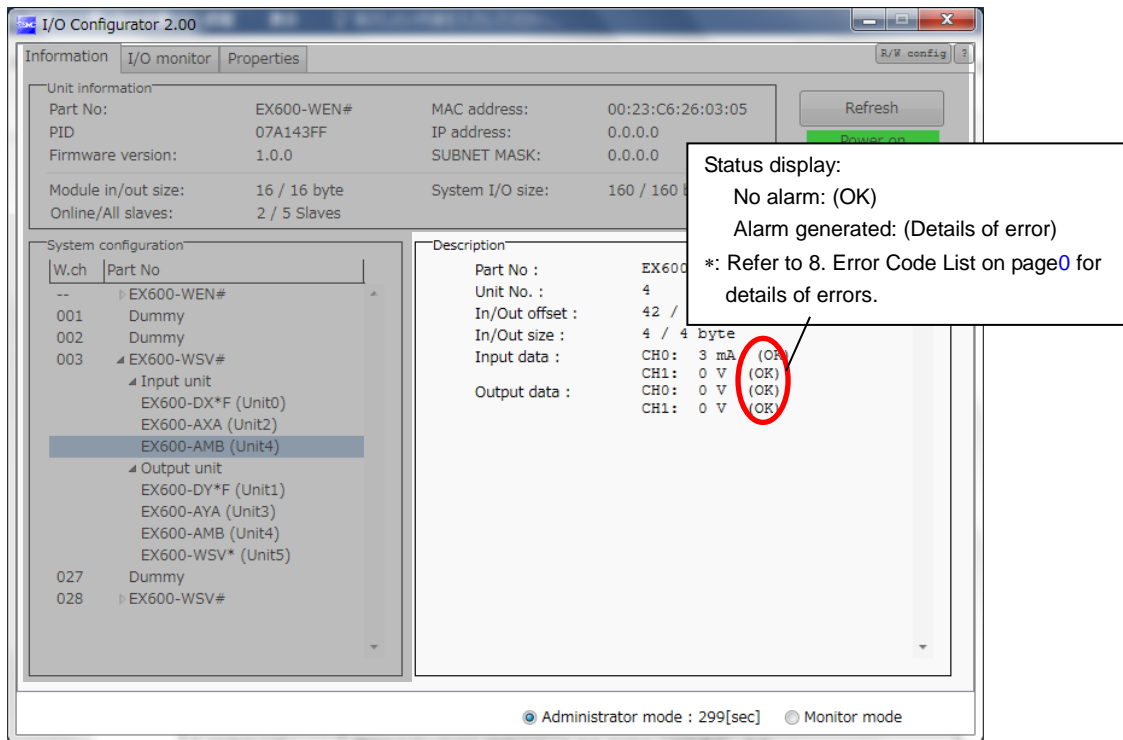 I/O Configurator 2.00
Information I/O monitor Properties R/W config ?
Unit information
Part No: EX600-WEN# MAC address: 00:23:C6:26:03:05 Refresh
PID 07A143FF IP address: 0.0.0.0 Power on
Firmware version: 1.0.0 SUBNET MASK: 0.0.0.0
Module in/out size: 16 / 16 byte System I/O size: 160 / 160
Online/All slaves: 2 / 5 Slaves
Status display:
No alarm: (OK)
Alarm generated: (Details of error)
*: Refer to 8. Error Code List on page0 for
details of errors.
System configuration
W.ch Part No
-- EX600-WEN#
001 Dummy
002 Dummy
003 EX600-WSV#
Input unit
EX600-DX*F (Unit0)
EX600-AXA (Unit2)
EX600-AMB (Unit4)
Output unit
EX600-DY*F (Unit1)
EX600-AYA (Unit3)
EX600-AMB (Unit4)
EX600-WSV* (Unit5)
027 Dummy
028 EX600-WSV#
Description
Part No : EX600
Unit No. : 4
In/Out offset : 42 /
In/Out size : 4 / 4 byte
Input data : CH0: 3 mA (OK)
CH1: 0 V (OK)
Output data : CH0: 0 V (OK)
CH1: 0 V (OK)
Administrator mode : 299[sec] Monitor mode